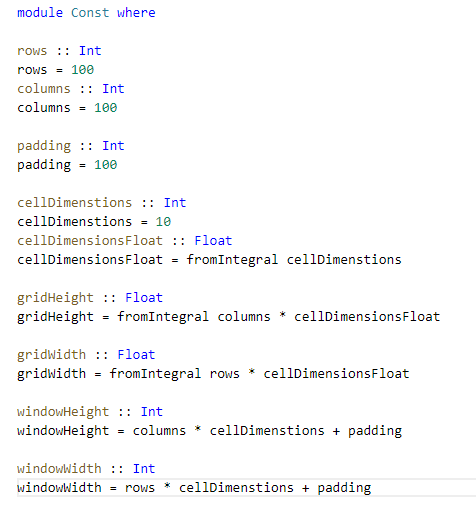 module Const where
rows :: Int
rows = 100
columns :: Int
columns = 100
padding :: Int
padding = 100
cellDimenstions :: Int
cellDimenstions = 10
cellDimensionsFloat :: Float
cellDimensionsFloat = fromIntegral cellDimenstions
gridHeight :: Float
gridHeight = fromIntegral columns * cellDimensionsFloat
gridWidth :: Float
gridWidth = fromIntegral rows * cellDimensionsFloat
windowHeight :: Int
windowHeight = columns * cellDimenstions + padding
windowWidth :: Int
windowWidth = rows * cellDimenstions + padding